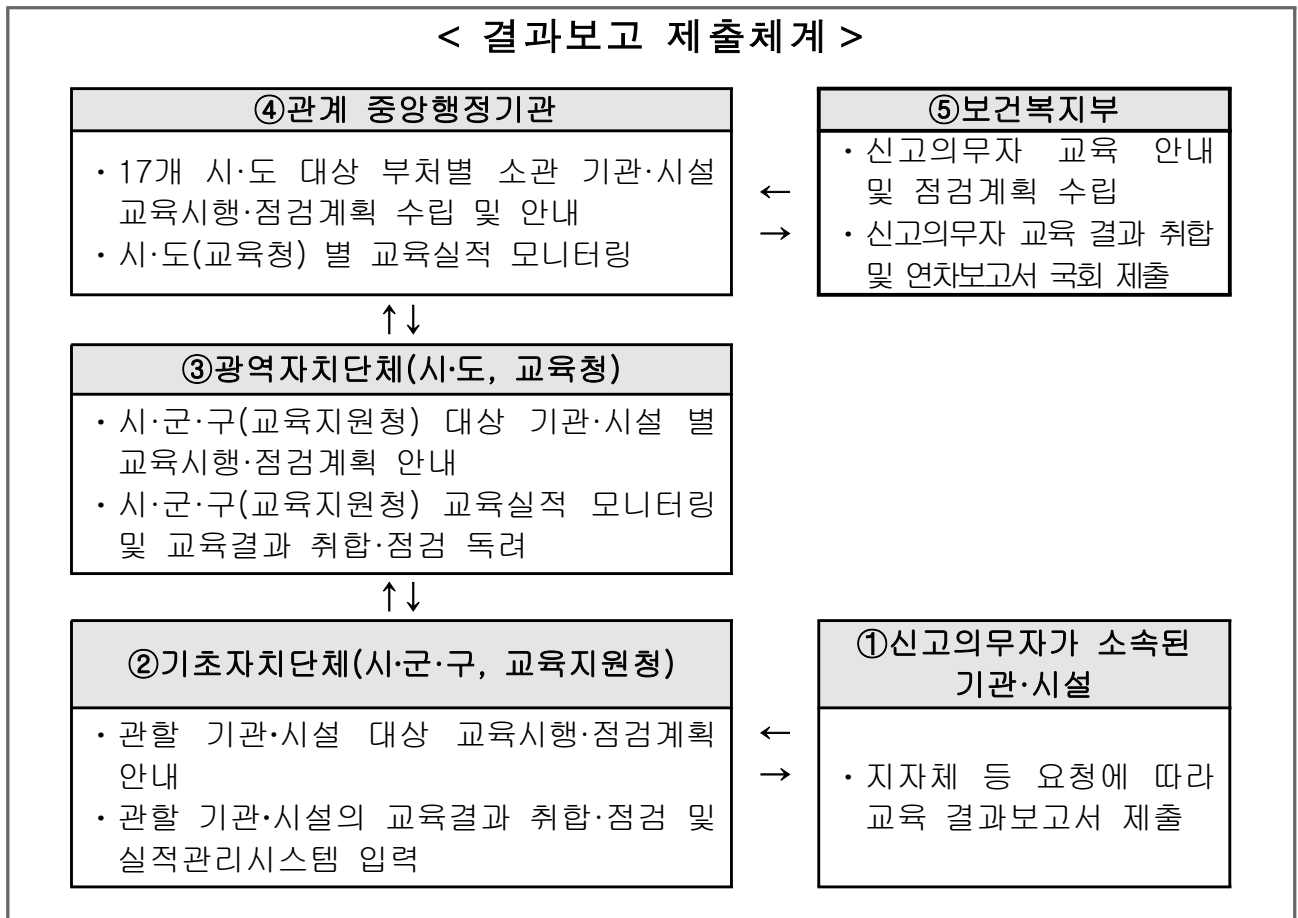 < 결과보고 제출체계 >
④관계 중앙행정기관
· 17개 시·도 대상 부처별 소관 기관·시설
교육시행·점검계획 수립 및 안내
· 시·도(교육청) 별 교육실적 모니터링
←
→
⑤보건복지부
· 신고의무자 교육 안내
및 점검계획 수립
· 신고의무자 교육 결과 취합
및 연차보고서 국회 제출
↑↓
③광역자치단체(시·도, 교육청)
· 시·군·구(교육지원청) 대상 기관·시설 별
교육시행·점검계획 안내
· 시·군·구(교육지원청) 교육실적 모니터링
및 교육결과 취합·점검 독려
↑↓
②기초자치단체(시·군·구, 교육지원청)
· 관할 기관·시설 대상 교육시행·점검계획
안내
· 관할 기관·시설의 교육결과 취합·점검 및
실적관리시스템 입력
←
→
①신고의무자가 소속된
기관·시설
· 지자체 등 요청에 따라
교육 결과보고서 제출